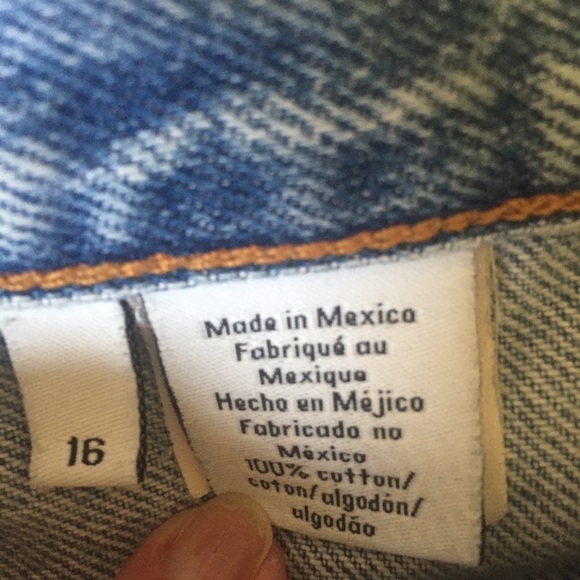 16
Made in Mexico
Fabriqué au
Mexique
Hecho en Méjico
Fabricado no
México
100% cotton/
coton/algodón/
algodão